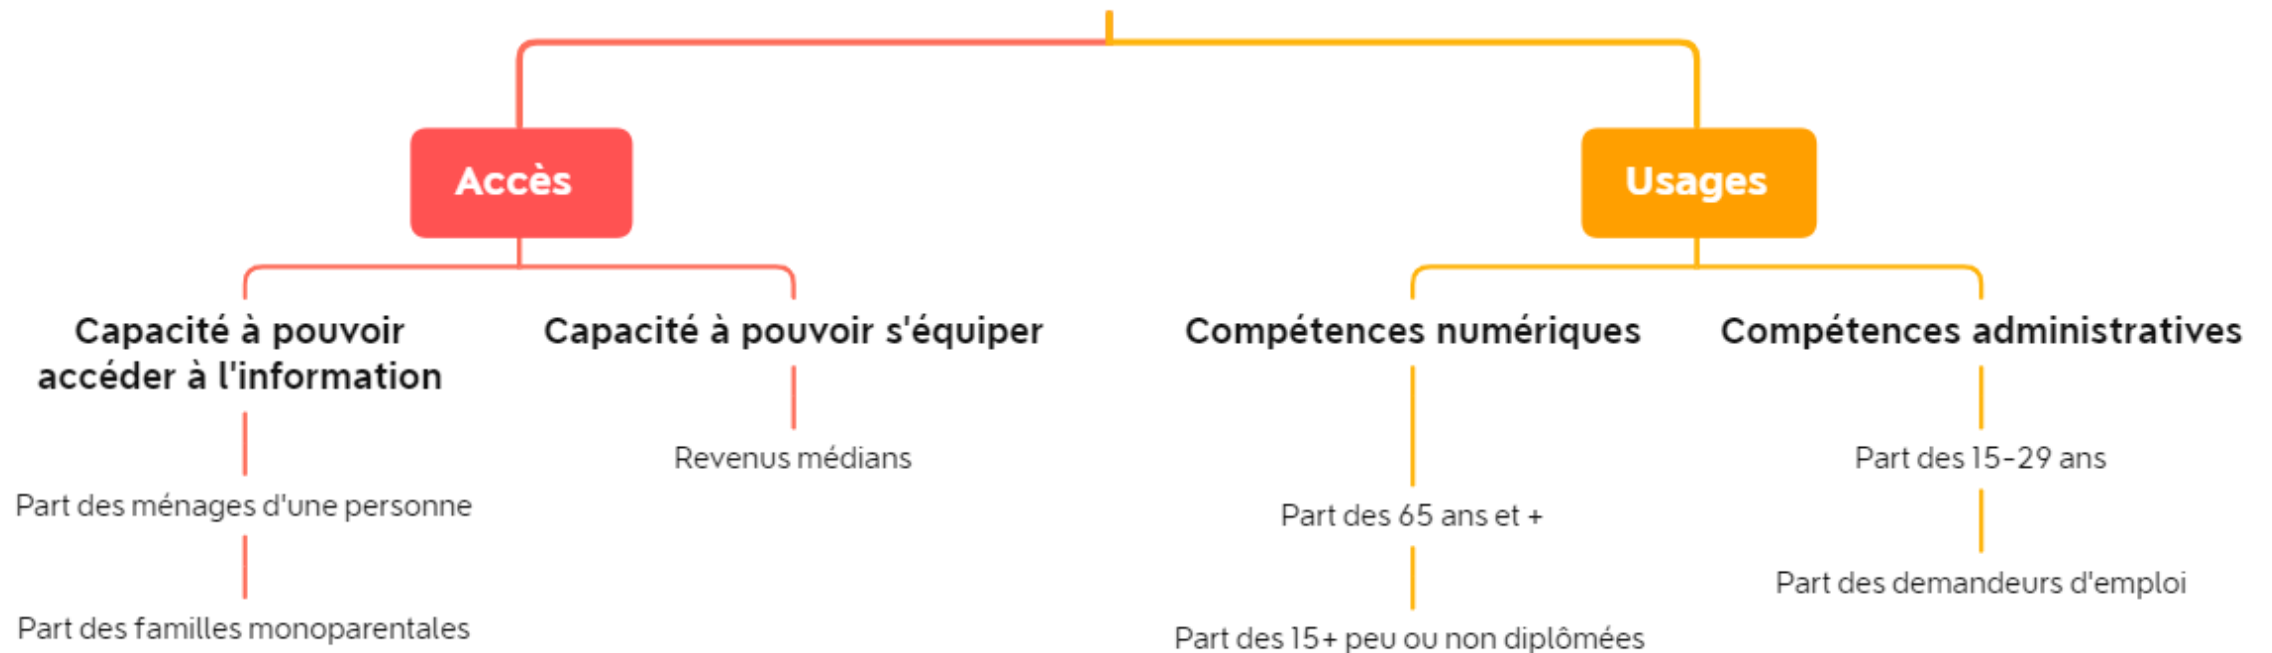 Accès
Usages
Capacité à pouvoir
accéder à l'information
Capacité à pouvoir s'équiper
Compétences numériques
Compétences administratives
Revenus médians
Part des 15-29 ans
Part des ménages d'une personne
Part des 65 ans et +
Part des demandeurs d'emploi
Part des familles monoparentales
Part des 15+ peu ou non diplômées